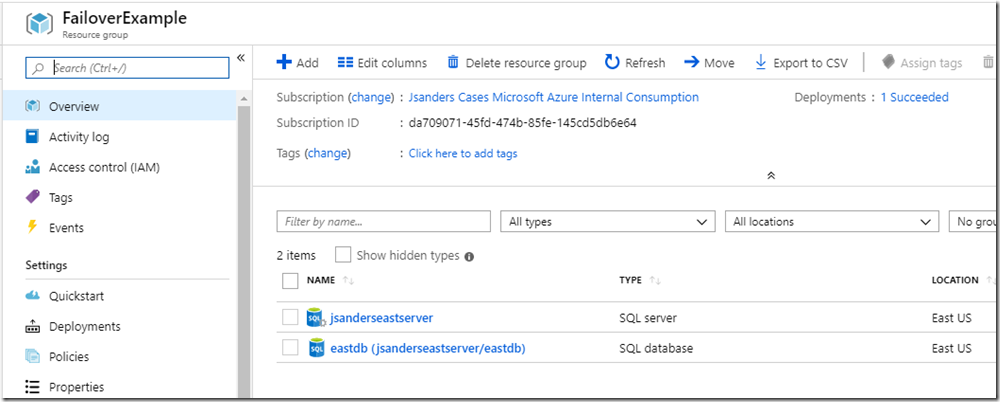 FailoverExample
Resource group
Search (Ctrl+/)
«
Overview
Activity log
Access control (IAM)
Tags
Events
Settings
Quickstart
Deployments
Policies
Properties
Add Edit columns Delete resource group Refresh Move Export to CSV Assign tags
Subscription (change) : Jsanders Cases Microsoft Azure Internal Consumption Deployments : 1 Succeeded
Subscription ID : da709071-45fd-474b-85fe-145cd5db6e64
Tags (change) : Click here to add tags
Filter by name... All types All locations No grou
2 items Show hidden types
NAME TYPE LOCATION
SQL jsanderseastserver SQL server East US
SQL eastdb (jsanderseastserver/eastdb) SQL database East US